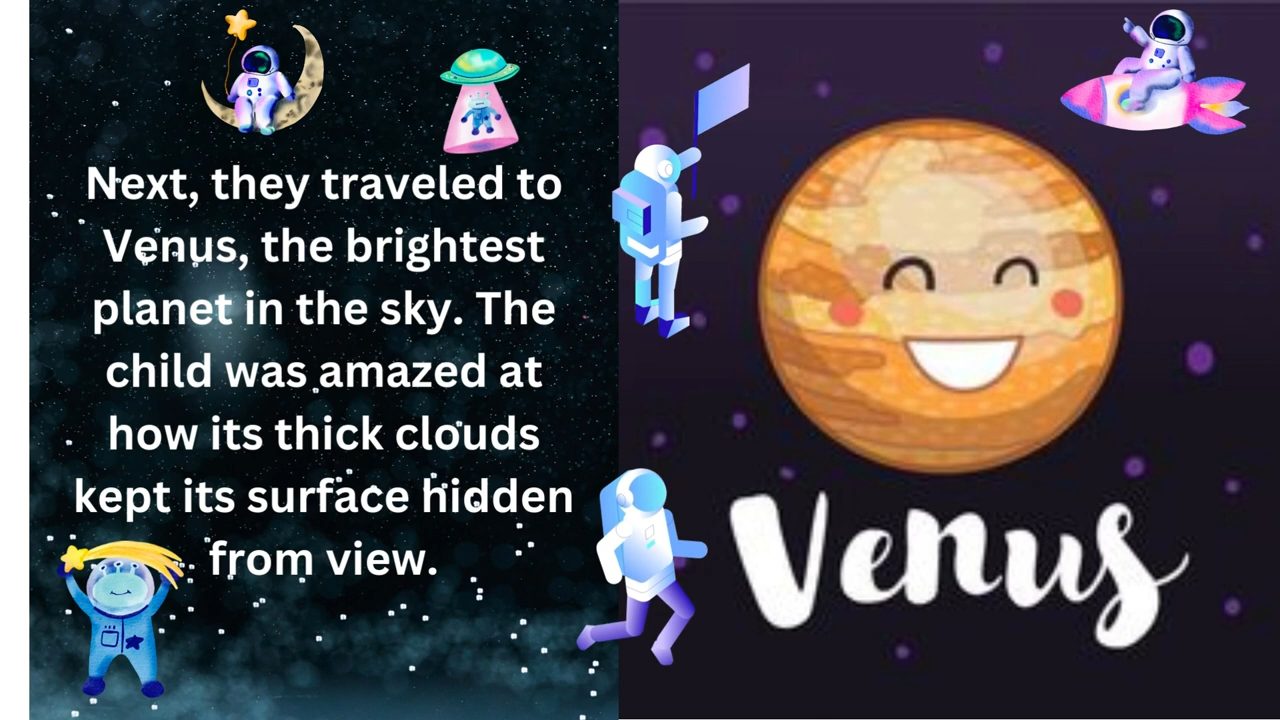 Next, they traveled to
Venus, the brightest
planet in the sky. The
child was amazed at
how its thick clouds
kept its surface hidden
from view.
Venus